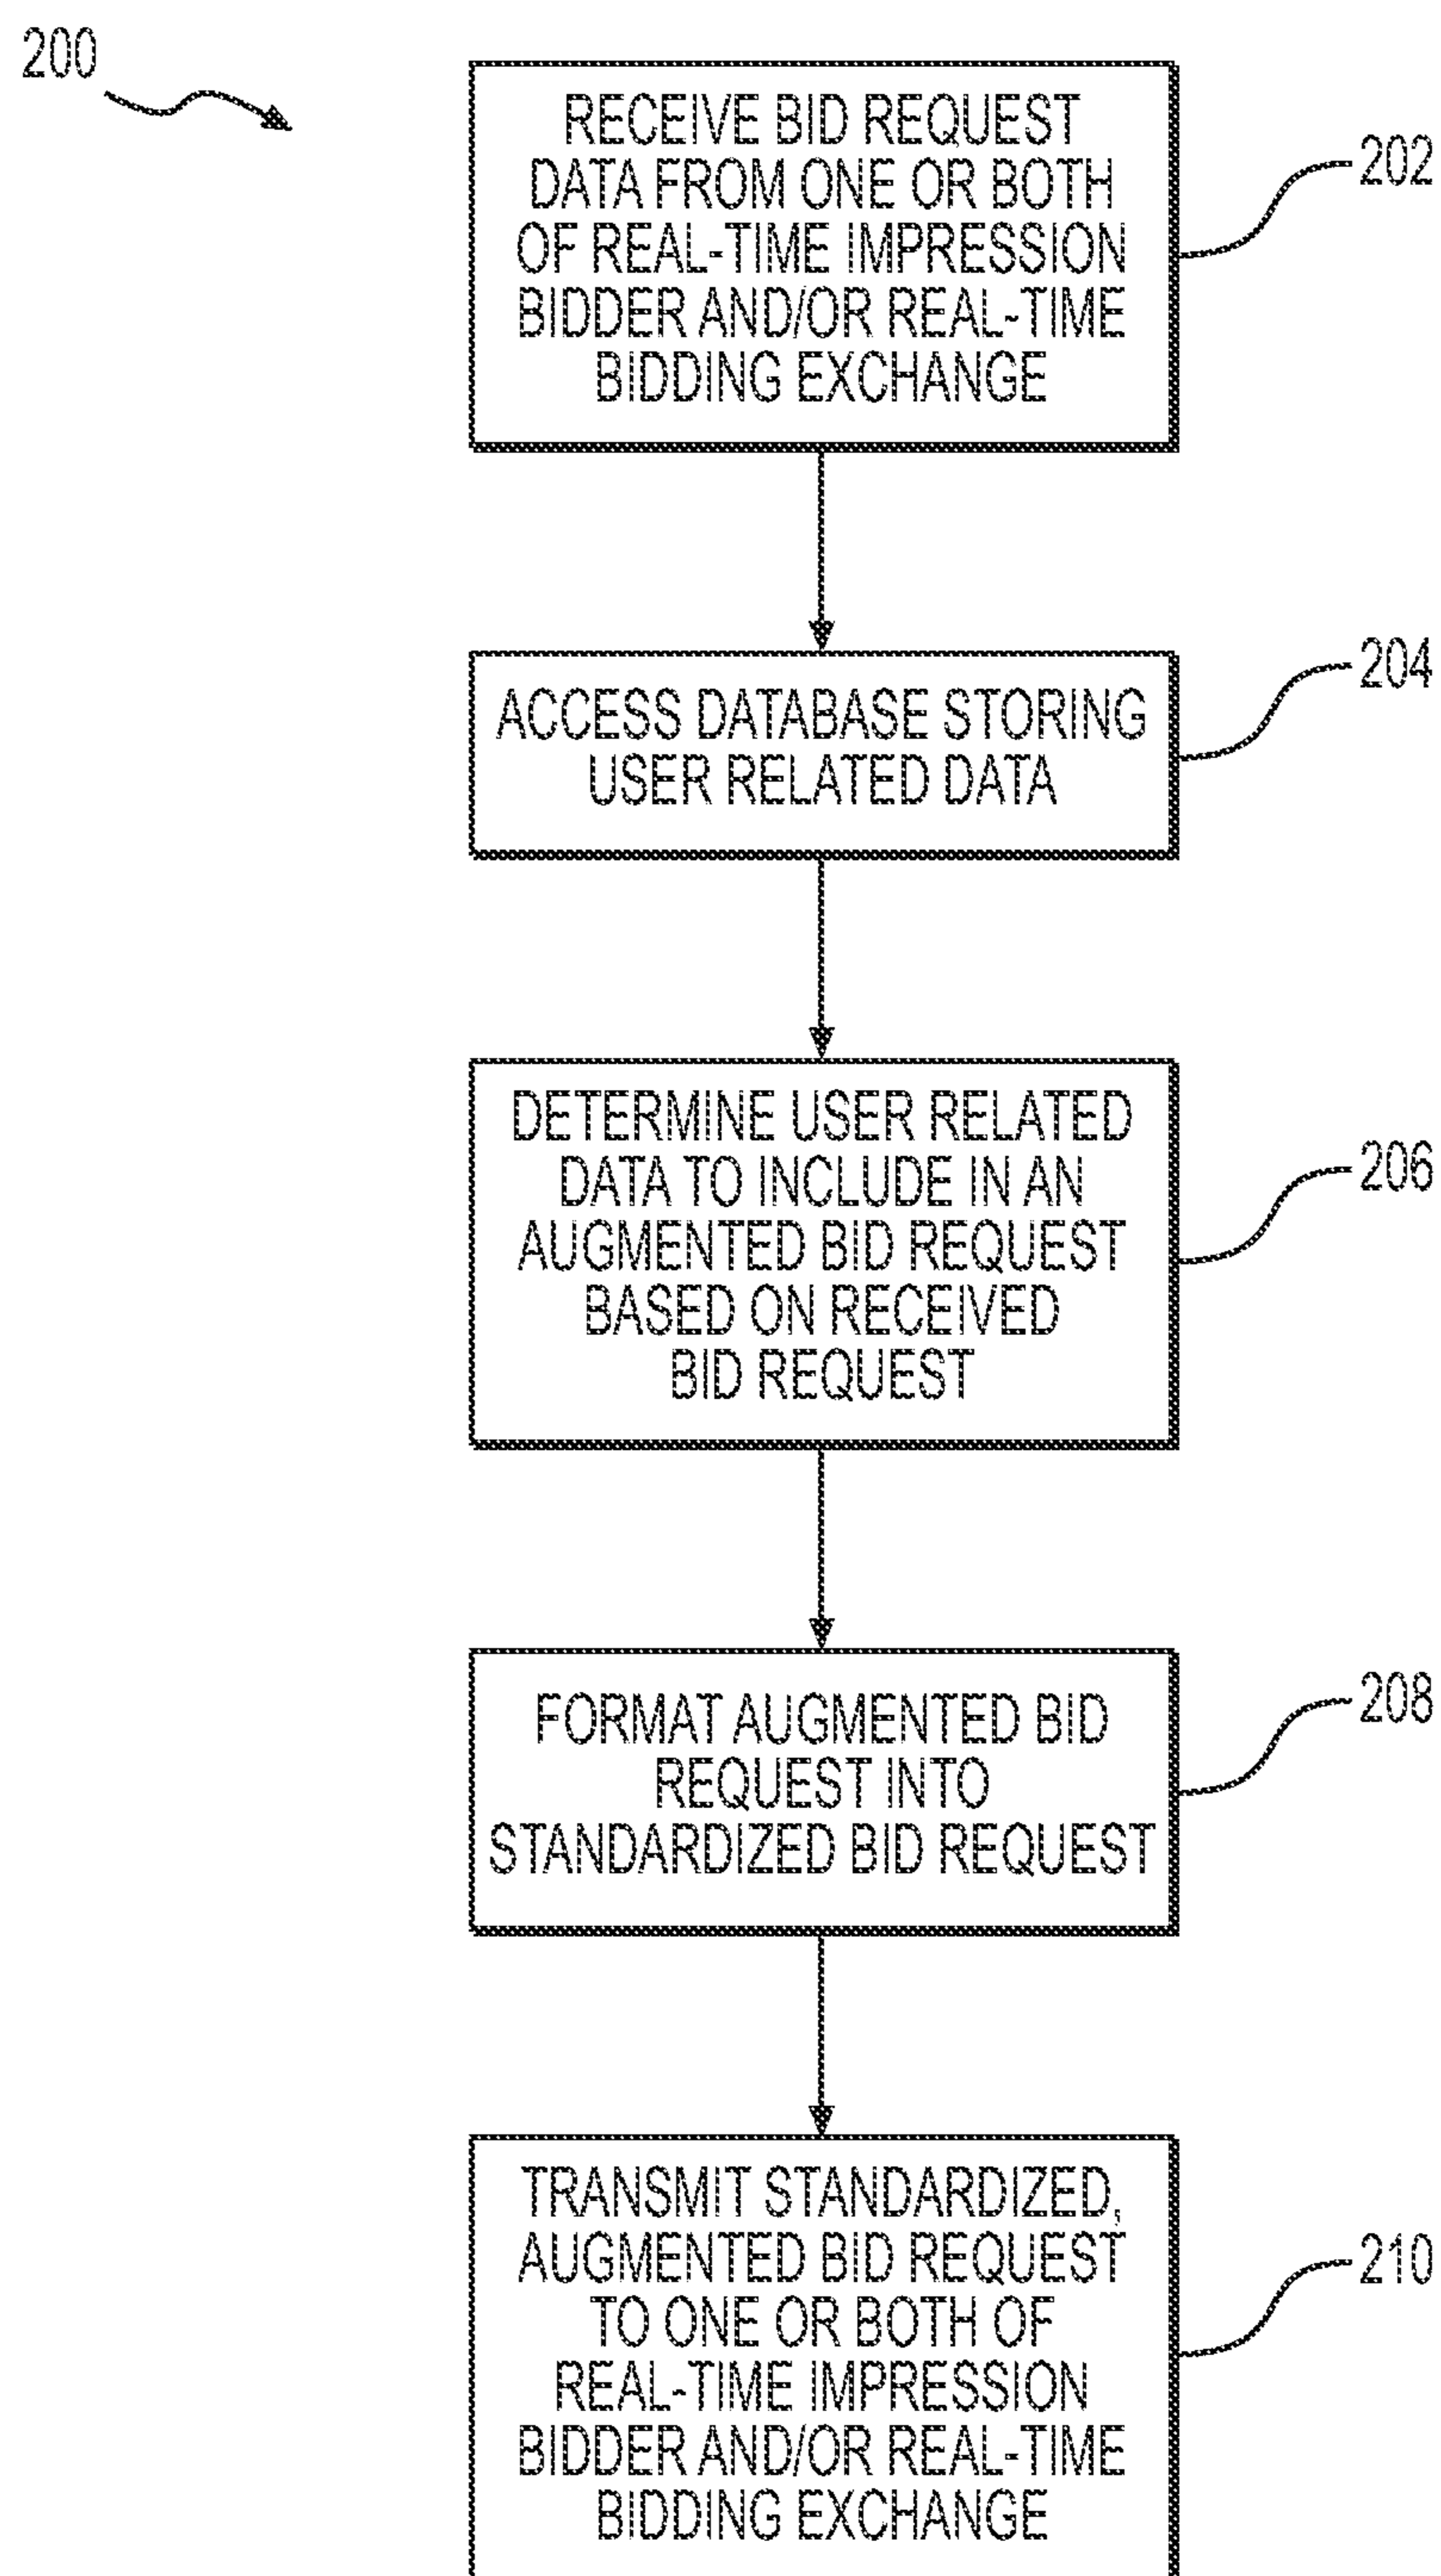 200
RECEIVE BID REQUEST
DATA FROM ONE OR BOTH
OF REAL-TIME IMPRESSION
BIDDER AND/OR REAL-TIME
BIDDING EXCHANGE
202
ACCESS DATABASE STORING
USER RELATED DATA
204
DETERMINE USER RELATED
DATA TO INCLUDE IN AN
AUGMENTED BID REQUEST
BASED ON RECEIVED
BID REQUEST
206
FORMAT AUGMENTED BID
REQUEST INTO
STANDARDIZED BID REQUEST
208
TRANSMIT STANDARDIZED,
AUGMENTED BID REQUEST
TO ONE OR BOTH OF
REAL-TIME IMPRESSION
BIDDER AND/OR REAL-TIME
BIDDING EXCHANGE
210